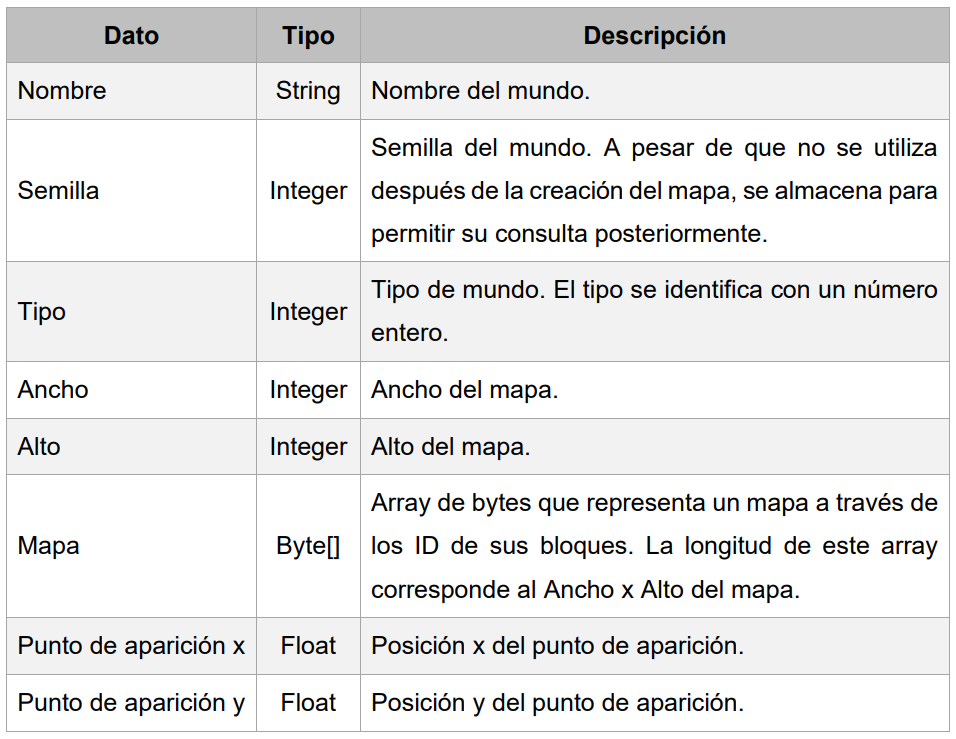 Dato Tipo Descripción
Nombre String Nombre del mundo.
Semilla del mundo. A pesar de que no se utiliza
Semilla Integer después de la creación del mapa, se almacena para
permitir su consulta posteriormente.
Tipo Integer Tipo de mundo. El tipo se identifica con un número
entero.
Ancho Integer Ancho del mapa.
Alto Integer Alto del mapa.
Array de bytes que representa un mapa a través de
Mapa Byte[] los ID de sus bloques. La longitud de este array
corresponde al Ancho x Alto del mapa.
Punto de aparición x Float Posición x del punto de aparición.
Punto de aparición y Float Posición y del punto de aparición.